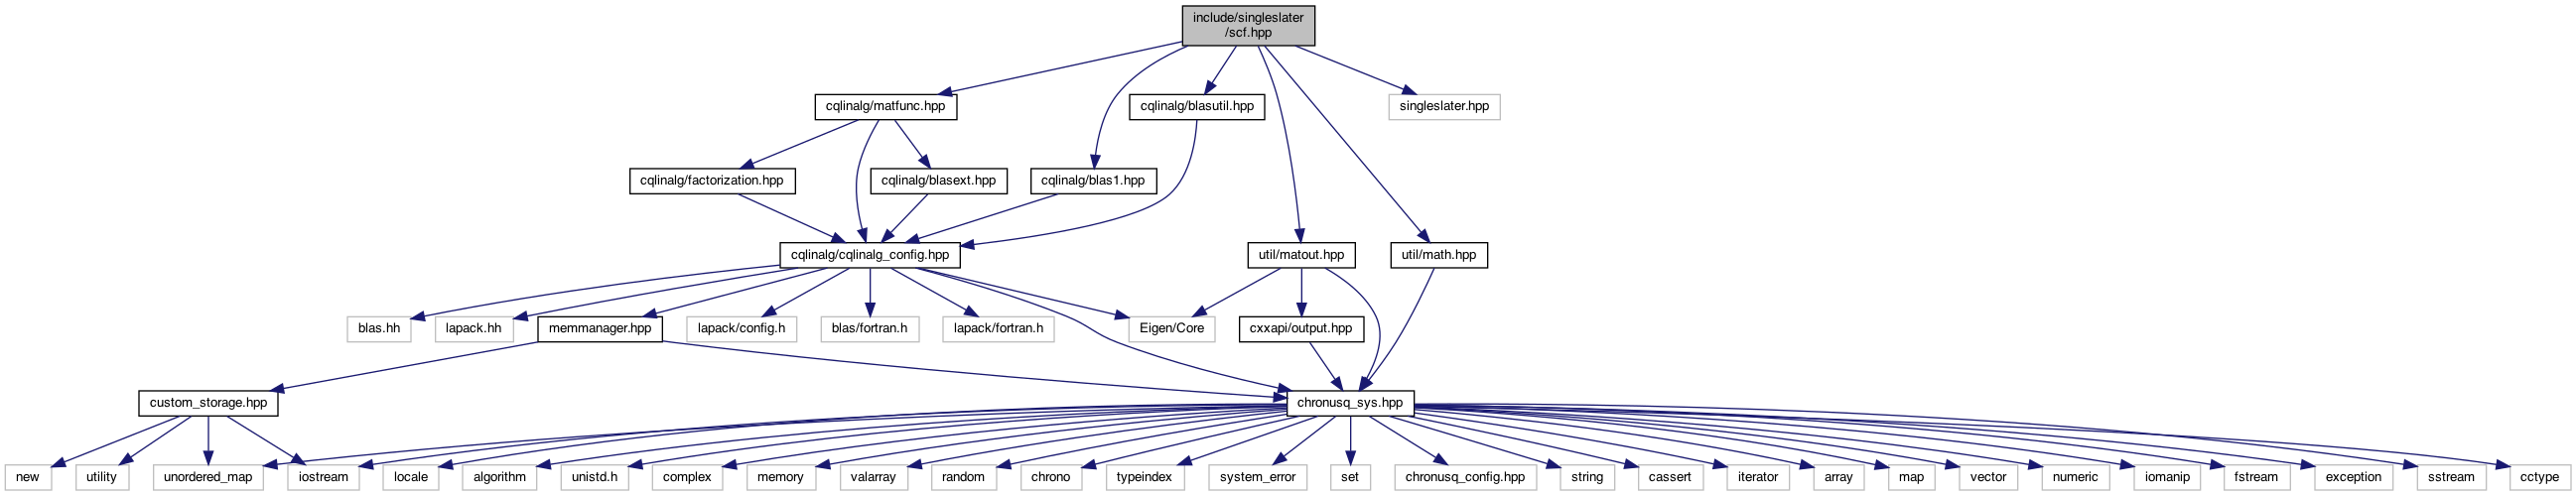 include/singleslater
/scf.hpp
cqlinalg/matfunc.hpp
cqlinalg/blasutil.hpp
singleslater.hpp
cqlinalg/factorization.hpp
cqlinalg/blasext.hpp
cqlinalg/blas1.hpp
cqlinalg/cqlinalg_config.hpp
util/matout.hpp
util/math.hpp
blas.hh
lapack.hh
memmanager.hpp
lapack/config.h
blas/fortran.h
lapack/fortran.h
Eigen/Core
cxxapi/output.hpp
custom_storage.hpp
chronusq_sys.hpp
new
utility
unordered_map
iostream
locale
algorithm
unistd.h
complex
memory
valarray
random
chrono
typeindex
system_error
set
chronusq_config.hpp
string
cassert
iterator
array
map
vector
numeric
iomanip
fstream
exception
sstream
cctype